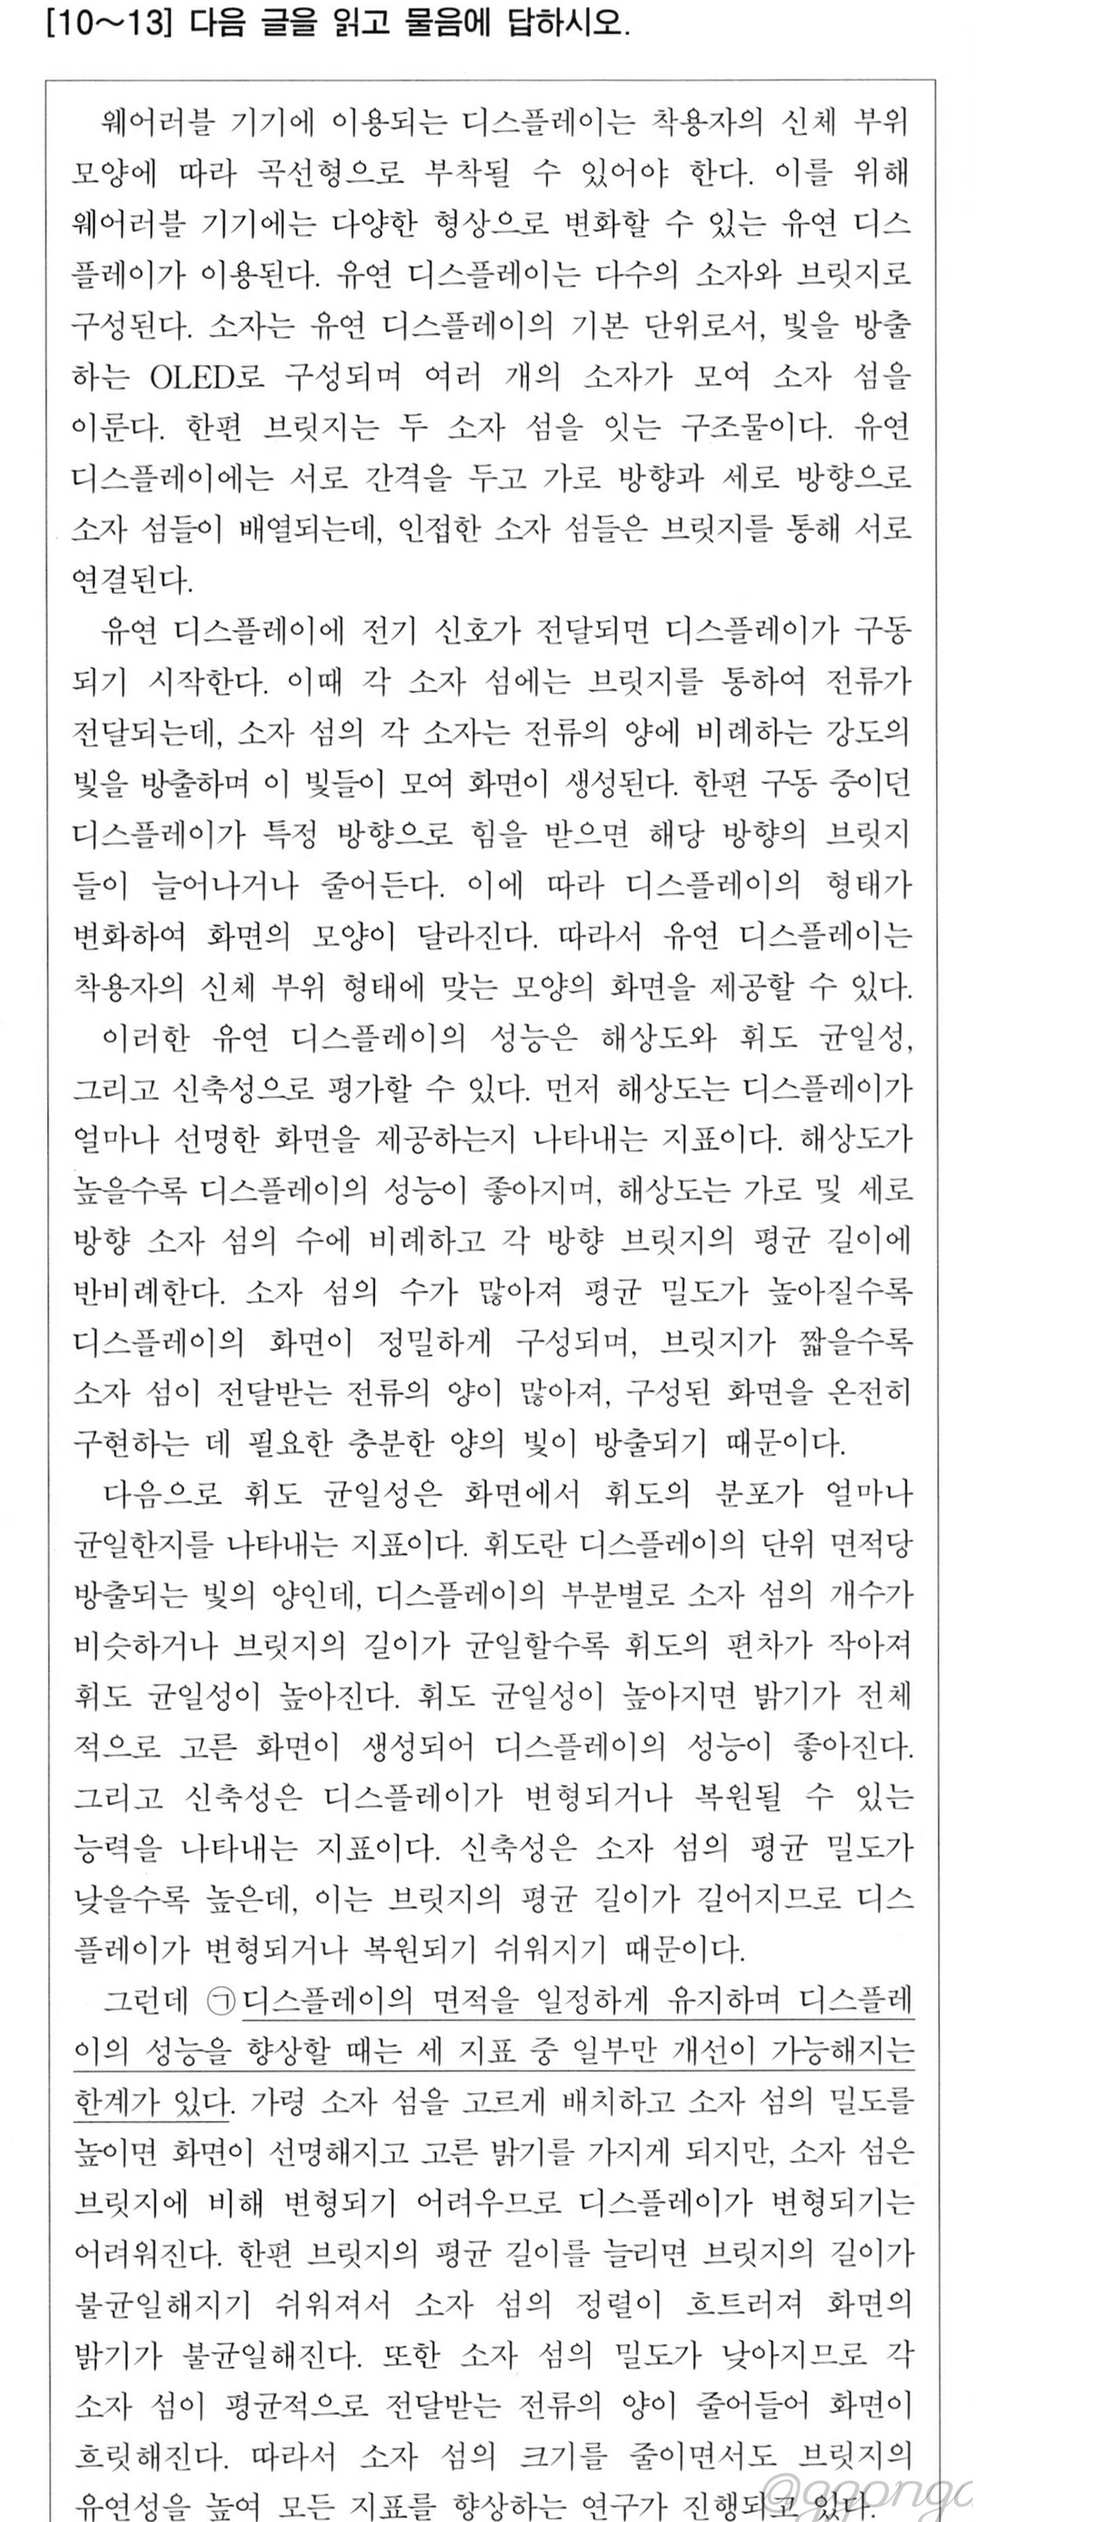 [10～13] 다음 글을 읽고 물음에 답하시오.
웨어러블 기기에 이용되는 디스플레이는 착용자의 신체 부위
모양에 따라 곡선형으로 부착될 수 있어야 한다. 이를 위해
웨어러블 기기에는 다양한 형상으로 변화할 수 있는 유연 디스
플레이가 이용된다. 유연 디스플레이는 다수의 소자와 브릿지로
구성된다. 소자는 유연 디스플레이의 기본 단위로서, 빛을 방출
하는 OLED로 구성되며 여러 개의 소자가 모여 소자 섬을
이룬다. 한편 브릿지는 두 소자 섬을 잇는 구조물이다. 유연
디스플레이에는 서로 간격을 두고 가로 방향과 세로 방향으로
소자 섬들이 배열되는데, 인접한 소자 섬들은 브릿지를 통해 서로
연결된다.
유연 디스플레이에 전기 신호가 전달되면 디스플레이가 구동
되기 시작한다. 이때 각 소자 섬에는 브릿지를 통하여 전류가
전달되는데, 소자 섬의 각 소자는 전류의 양에 비례하는 강도의
빛을 방출하며 이 빛들이 모여 화면이 생성된다. 한편 구동 중이던
디스플레이가 특정 방향으로 힘을 받으면 해당 방향의 브릿지
들이 늘어나거나 줄어든다. 이에 따라 디스플레이의 형태가
변화하여 화면의 모양이 달라진다. 따라서 유연 디스플레이는
착용자의 신체 부위 형태에 맞는 모양의 화면을 제공할 수 있다.
이러한 유연 디스플레이의 성능은 해상도와 휘도 균일성,
그리고 신축성으로 평가할 수 있다. 먼저 해상도는 디스플레이가
얼마나 선명한 화면을 제공하는지 나타내는 지표이다. 해상도가
높을수록 디스플레이의 성능이 좋아지며, 해상도는 가로 및 세로
방향 소자 섬의 수에 비례하고 각 방향 브릿지의 평균 길이에
반비례한다. 소자 섬의 수가 많아져 평균 밀도가 높아질수록
디스플레이의 화면이 정밀하게 구성되며, 브릿지가 짧을수록
소자 섬이 전달받는 전류의 양이 많아져, 구성된 화면을 온전히
구현하는 데 필요한 충분한 양의 빛이 방출되기 때문이다.
다음으로 휘도 균일성은 화면에서 휘도의 분포가 얼마나
균일한지를 나타내는 지표이다. 휘도란 디스플레이의 단위 면적당
방출되는 빛의 양인데, 디스플레이의 부분별로 소자 섬의 개수가
비슷하거나 브릿지의 길이가 균일할수록 휘도의 편차가 작아져
휘도 균일성이 높아진다. 휘도 균일성이 높아지면 밝기가 전체
적으로 고른 화면이 생성되어 디스플레이의 성능이 좋아진다.
그리고 신축성은 디스플레이가 변형되거나 복원될 수 있는
능력을 나타내는 지표이다. 신축성은 소자 섬의 평균 밀도가
낮을수록 높은데, 이는 브릿지의 평균 길이가 길어지므로 디스
플레이가 변형되거나 복원되기 쉬워지기 때문이다.
그런데 ㉠디스플레이의 면적을 일정하게 유지하며 디스플레
이의 성능을 향상할 때는 세 지표 중 일부만 개선이 가능해지는
한계가 있다. 가령 소자 섬을 고르게 배치하고 소자 섬의 밀도를
높이면 화면이 선명해지고 고른 밝기를 가지게 되지만, 소자 섬은
브릿지에 비해 변형되기 어려우므로 디스플레이가 변형되기는
어려워진다. 한편 브릿지의 평균 길이를 늘리면 브릿지의 길이가
불균일해지기 쉬워져서 소자 섬의 정렬이 흐트러져 화면의
밝기가 불균일해진다. 또한 소자 섬의 밀도가 낮아지므로 각
소자 섬이 평균적으로 전달받는 전류의 양이 줄어들어 화면이
흐릿해진다. 따라서 소자 섬의 크기를 줄이면서도 브릿지의
유연성을 높여 모든 지표를 향상하는 연구가 진행되고 있다.